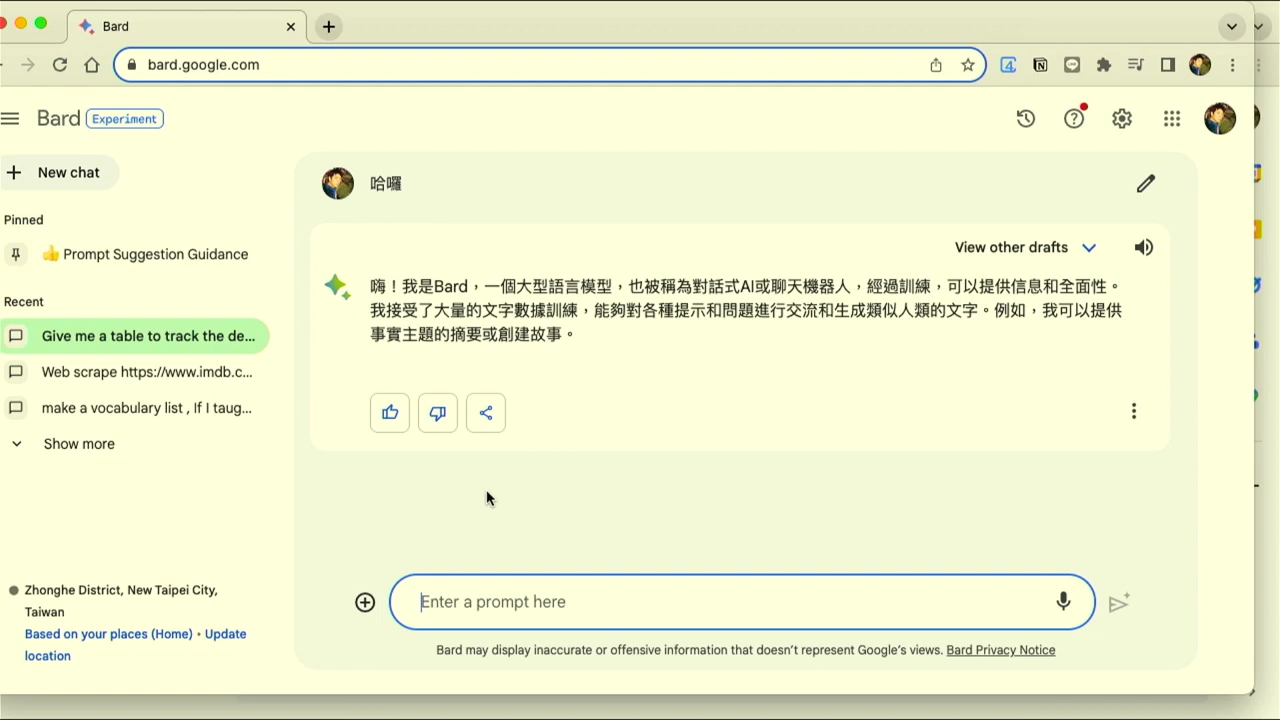 Bard
bard.google.com
Bard Experiment
New chat
Pinned
👍 Prompt Suggestion Guidance
Recent
Give me a table to track the de...
Web scrape https://www.imdb.c...
make a vocabulary list , If I taug...
Show more
Zhonghe District, New Taipei City,
Taiwan
Based on your places (Home) • Update
location
哈囉
View other drafts
嗨！我是Bard，一個大型語言模型，也被稱為對話式AI或聊天機器人，經過訓練，可以提供信息和全面性。
我接受了大量的文字數據訓練，能夠對各種提示和問題進行交流和生成類似人類的文字。例如，我可以提供
事實主題的摘要或創建故事。
Enter a prompt here
Bard may display inaccurate or offensive information that doesn't represent Google's views. Bard Privacy Notice